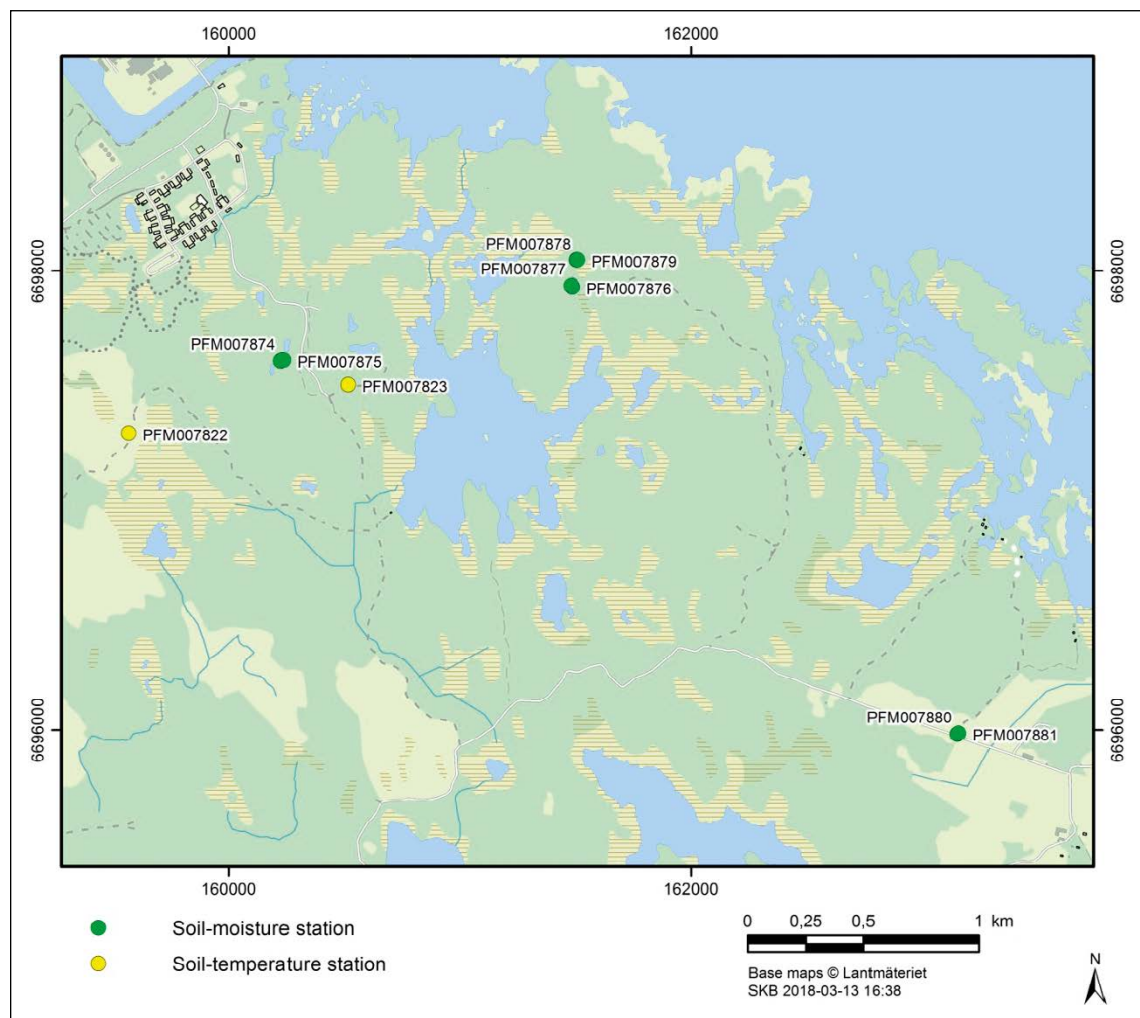 160000
162000
PFM007878
PFM007879
6698000
6698000
PFM007877
PFM007876
PFM007874
PFM007875
PFM007823
PFM007822
PFM007880
6696000
6696000
PFM007881
160000
162000
Soil-moisture station
0 0,25 0,5 1 km
Soil-temperature station
Base maps © Lantmäteriet
SKB 2018-03-13 16:38
N